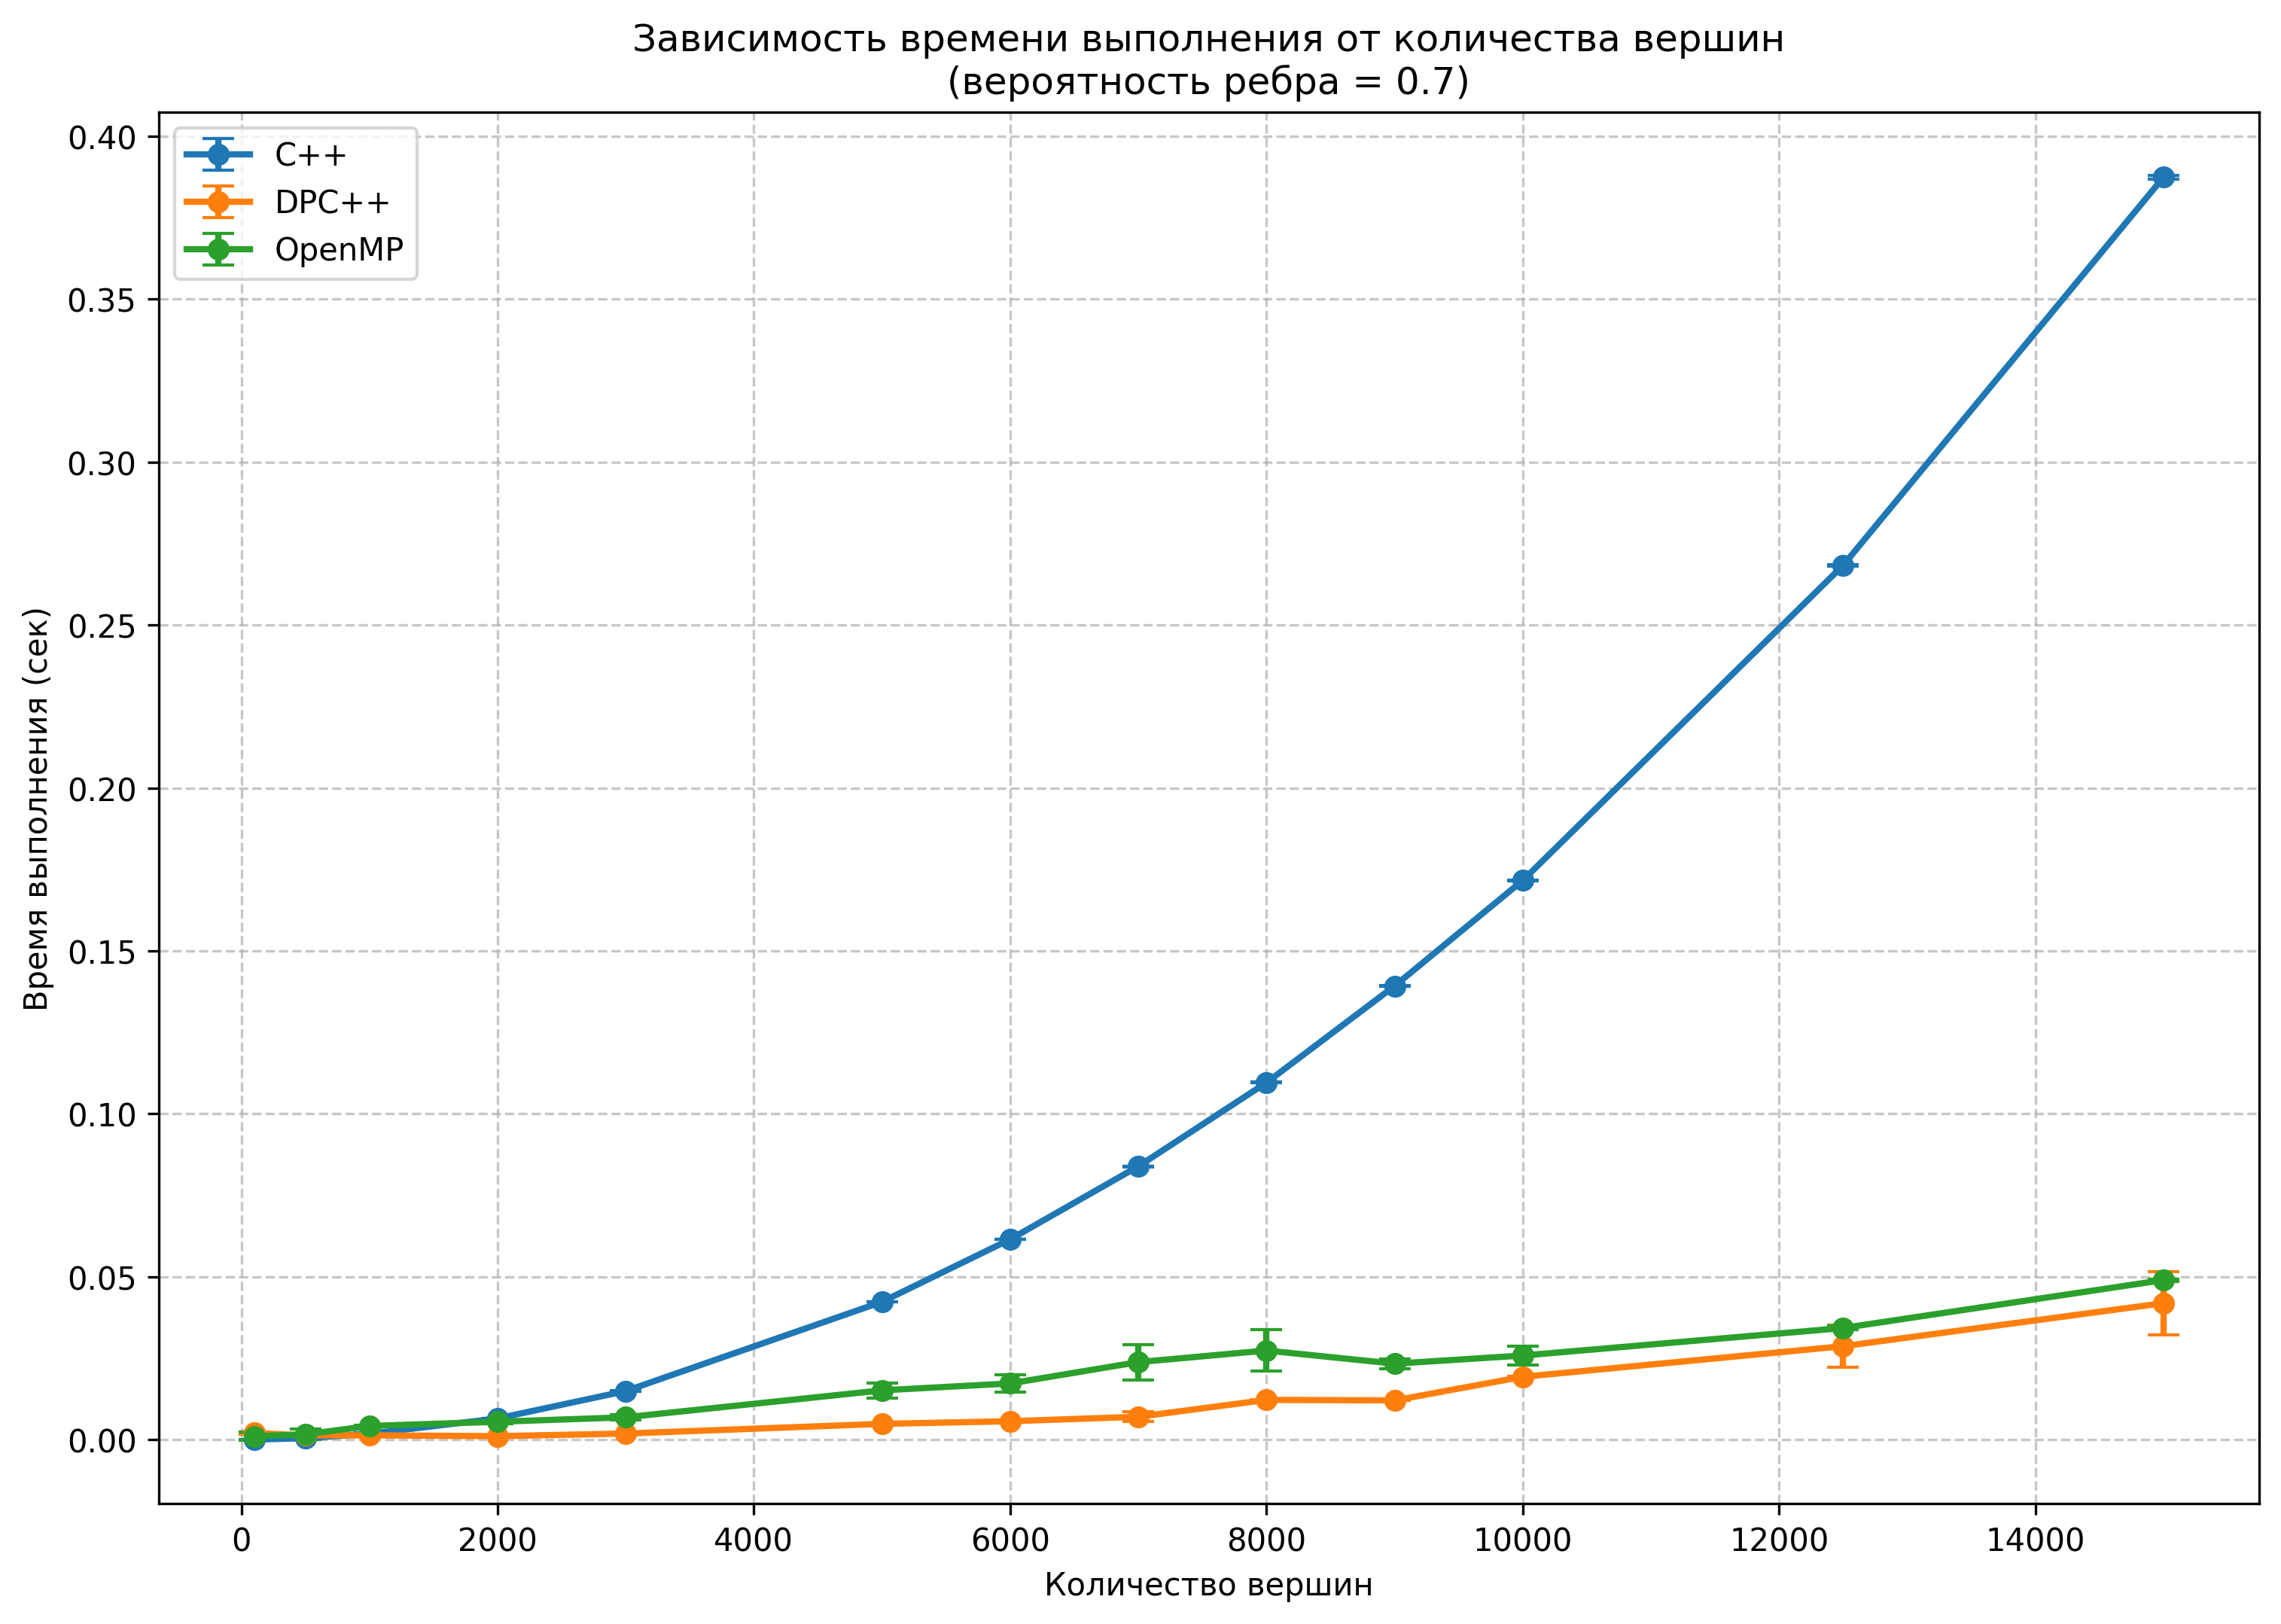 Зависимость времени выполнения от количества вершин
(вероятность ребра = 0.7)
C++
DPC++
OpenMP
Время выполнения (сек)
0.40
0.35
0.30
0.25
0.20
0.15
0.10
0.05
0.00
0 2000 4000 6000 8000 10000 12000 14000
Количество вершин